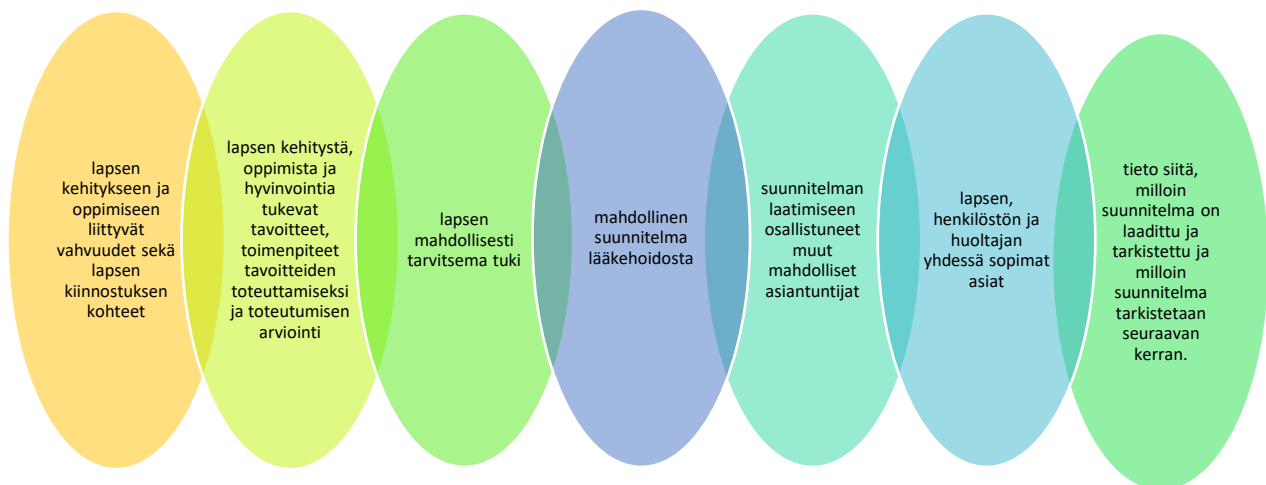 lapsen
kehitykseen ja
oppimiseen
liittyvät
vahvuudet sekä
lapsen
kiinnostuksen
kohteet
lapsen kehitystä,
oppimista ja
hyvinvointia
tukevat
tavoitteet,
toimenpiteet
tavoitteiden
toteuttamiseksi
ja toteutumisen
arviointi
lapsen
mahdollisesti
tarvitsema tuki
mahdollinen
suunnitelma
lääkehoidosta
suunnitelman
laatimiseen
osallistuneet
muut
mahdolliset
asiantuntijat
lapsen,
henkilöstön ja
huoltajan
yhdessä sopimat
asiat
tieto siitä,
milloin
suunnitelma on
laadittu ja
tarkistettu ja
milloin
suunnitelma
tarkistetaan
seuraavan
kerran.